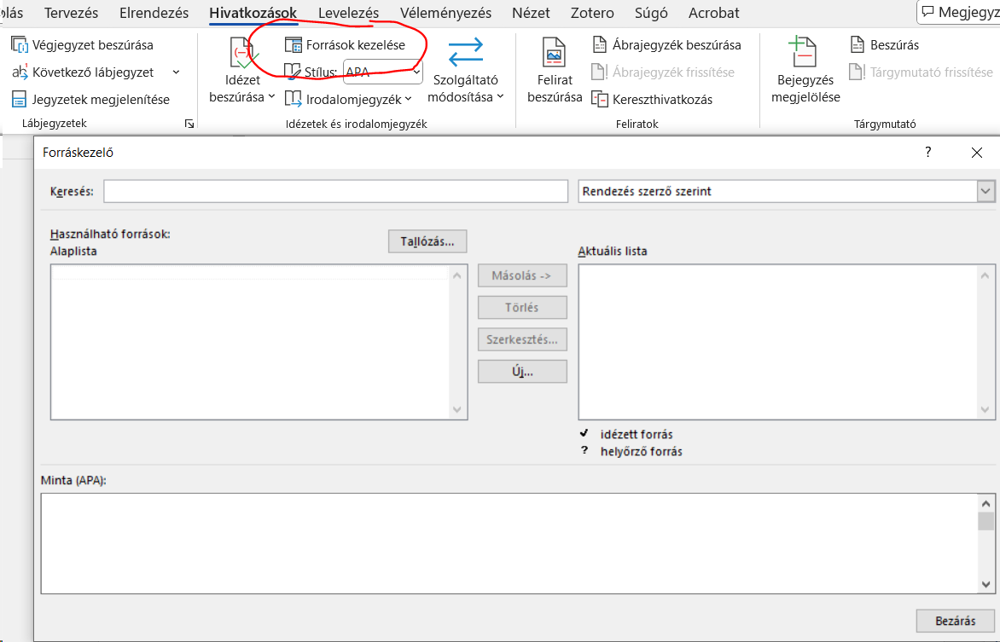 olás Tervezés Elrendezés Hivatkozások Levelezés Véleményezés Nézet Zotero Súgó Acrobat Megjegyz
Végjegyzet beszúrása
Következő lábjegyzet
Jegyzetek megjelenítése
Lábjegyzetek
Idézet
beszúrása
Források kezelése
Stílus: APA
Irodalomjegyzék
Szolgáltató
módosítása
Idézetek és irodalomjegyzék
Felirat
beszúrása
Ábrajegyzék beszúrása
Ábrajegyzék frissítése
Kereszthivatkozás
Feliratok
Bejegyzés
megjelölése
Beszúrás
Tárgymutató frissítése
Tárgymutató
Forráskezelő ?
Keresés: Rendezés szerző szerint
Használható források:
Alaplista
Tallózás...
Aktuális lista
Másolás ->
Törlés
Szerkesztés...
Új...
idézett forrás
? helyőrző forrás
Minta (APA):
Bezárás